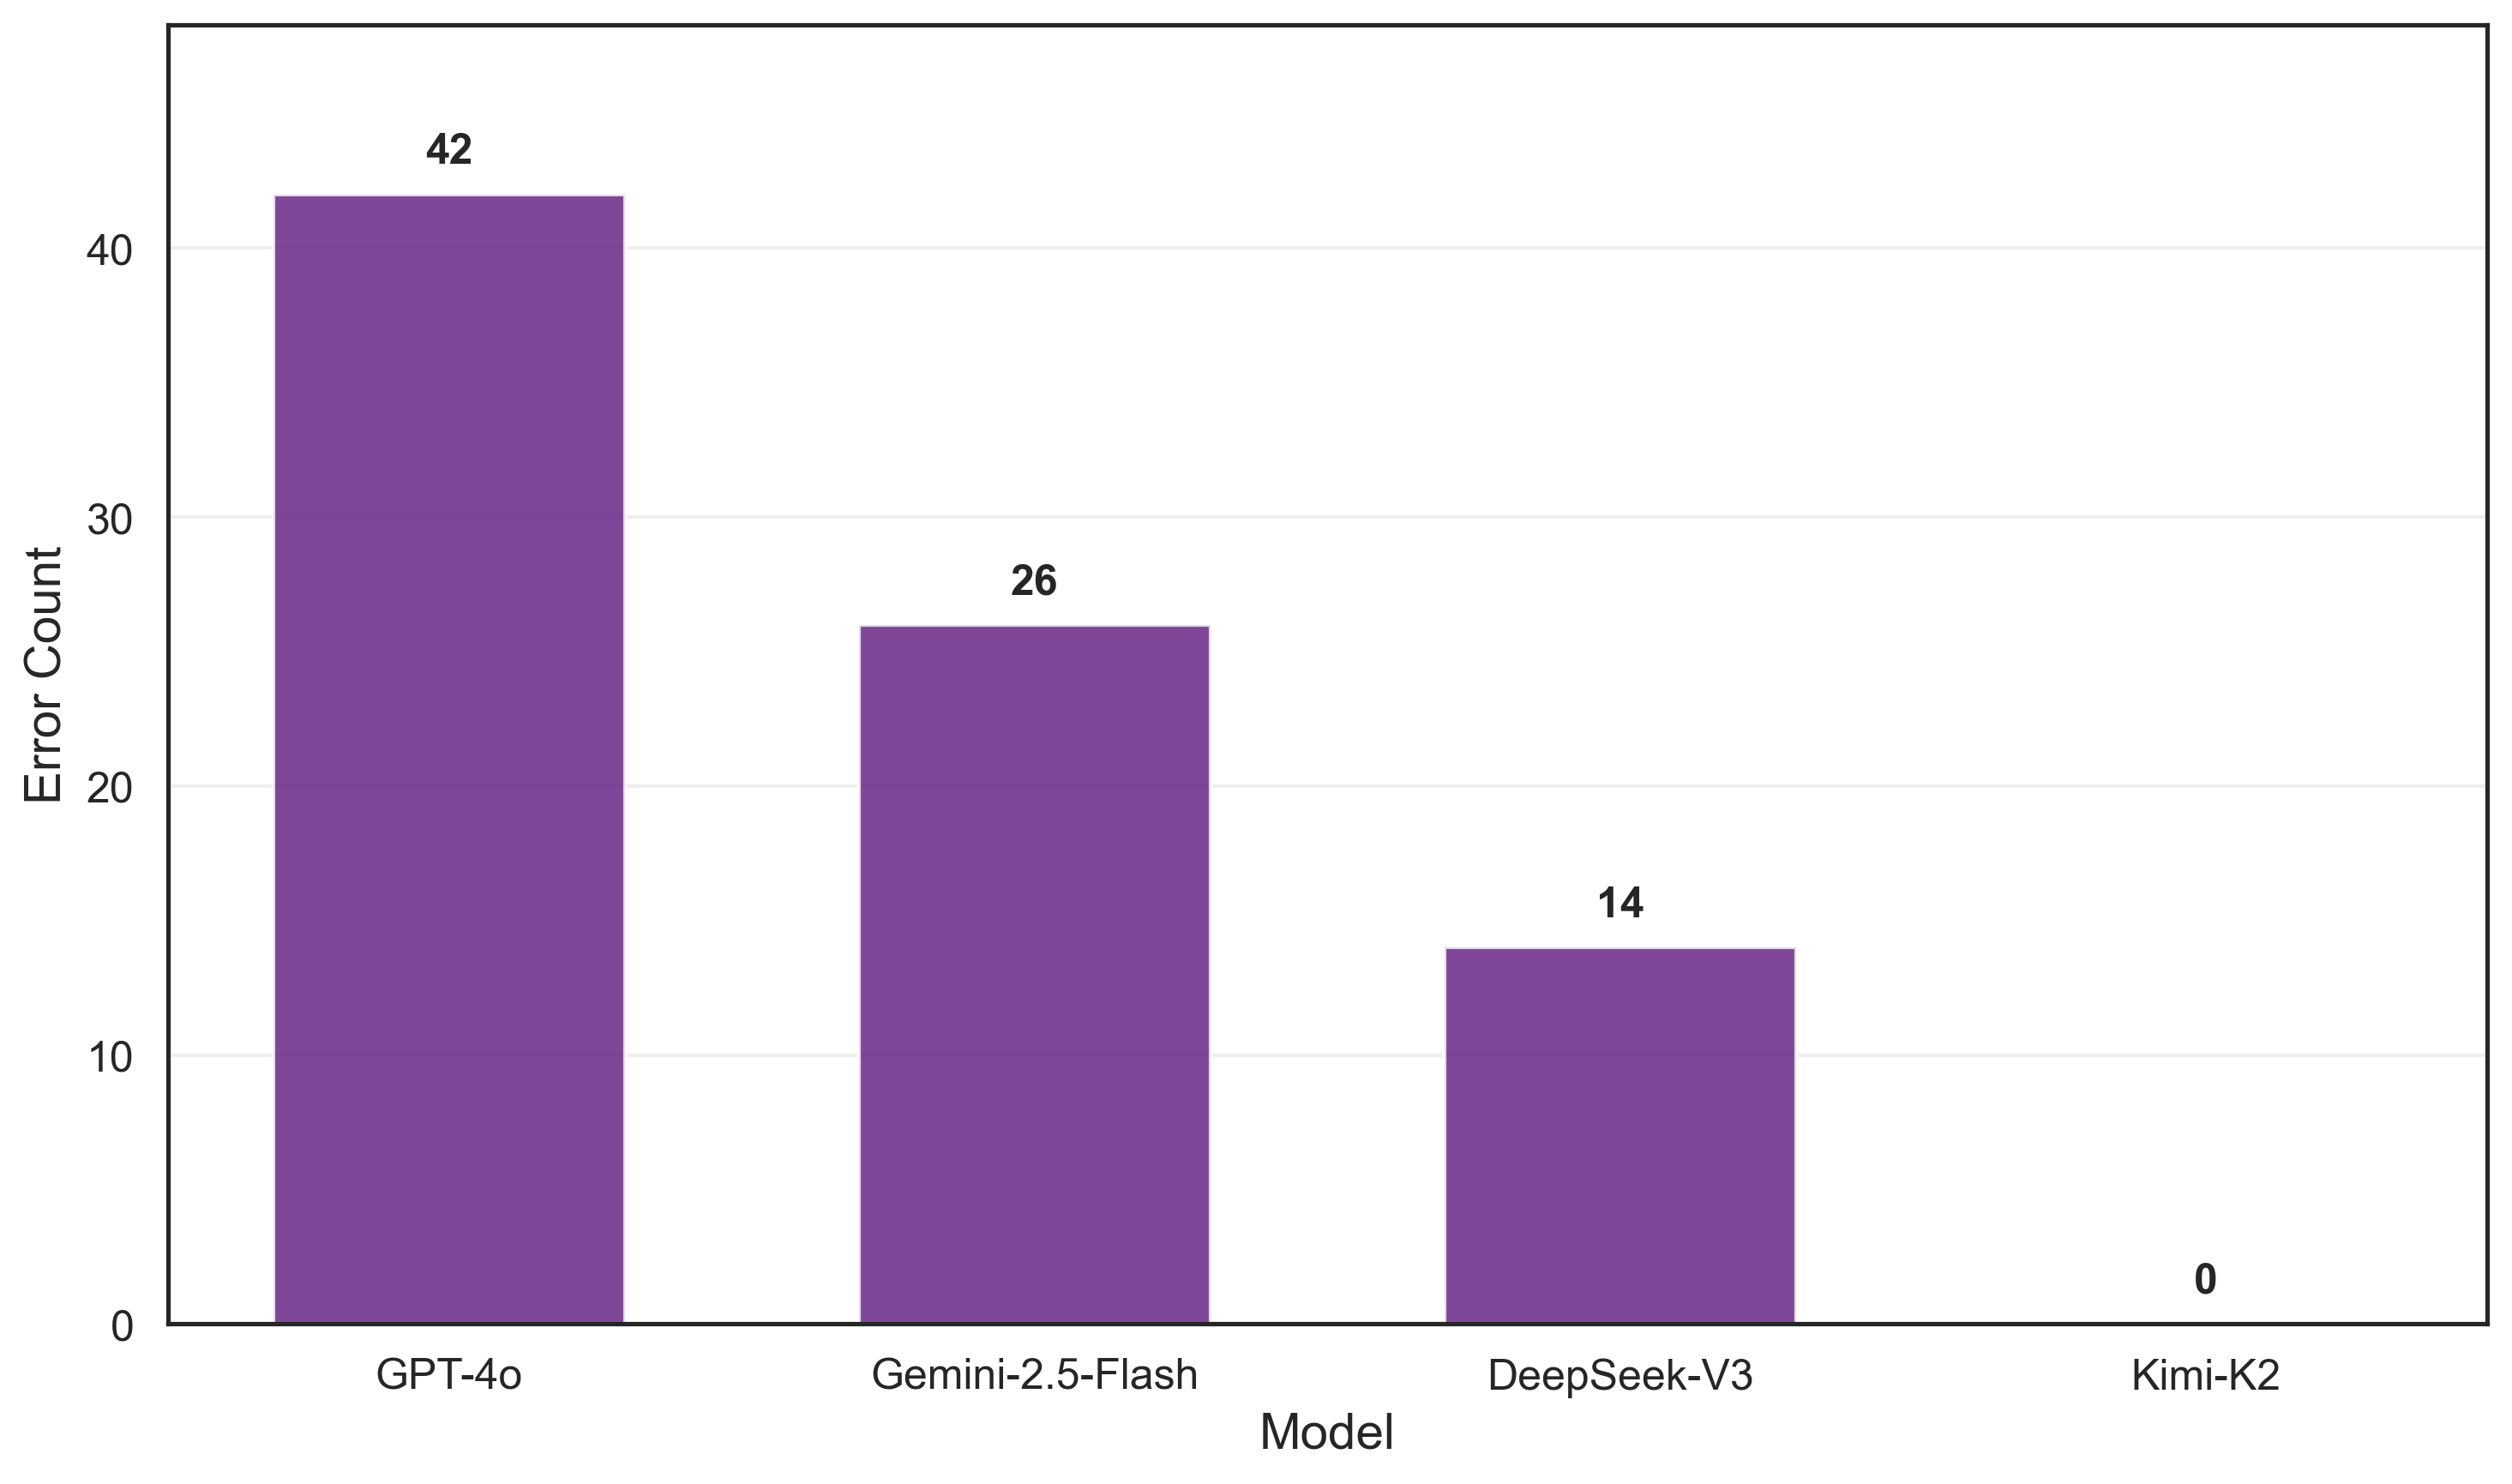 42
40
30
26
20
14
10
0
0
Error Count
GPT-4o
Gemini-2.5-Flash
DeepSeek-V3
Kimi-K2
Model